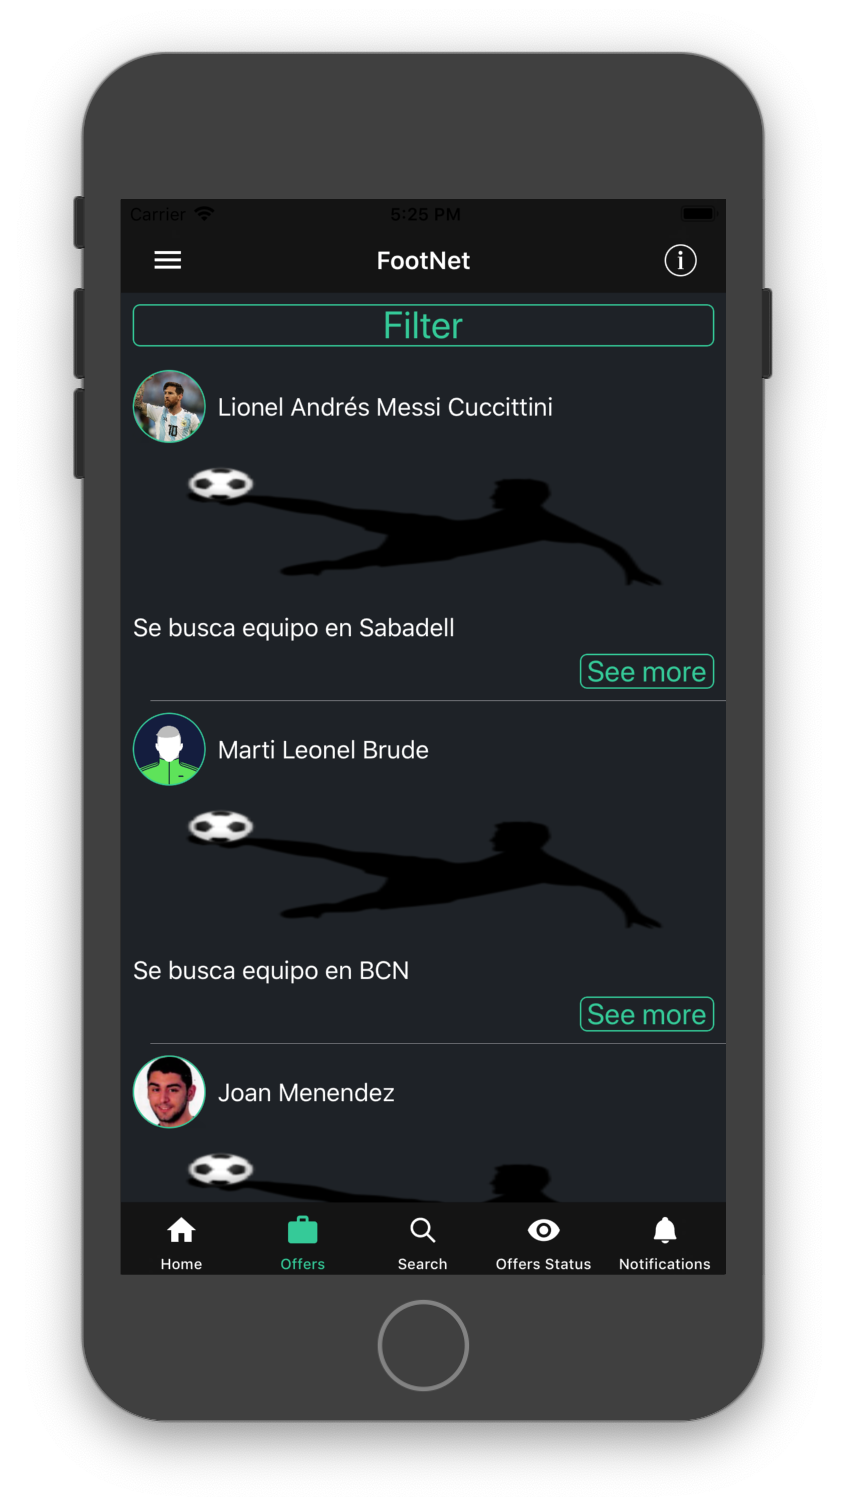 Carrier 5:25 PM
FootNet
Filter
Lionel Andrés Messi Cuccittini
Se busca equipo en Sabadell
See more
Marti Leonel Brude
Se busca equipo en BCN
See more
Joan Menendez
Home Offers Search Offers Status Notifications